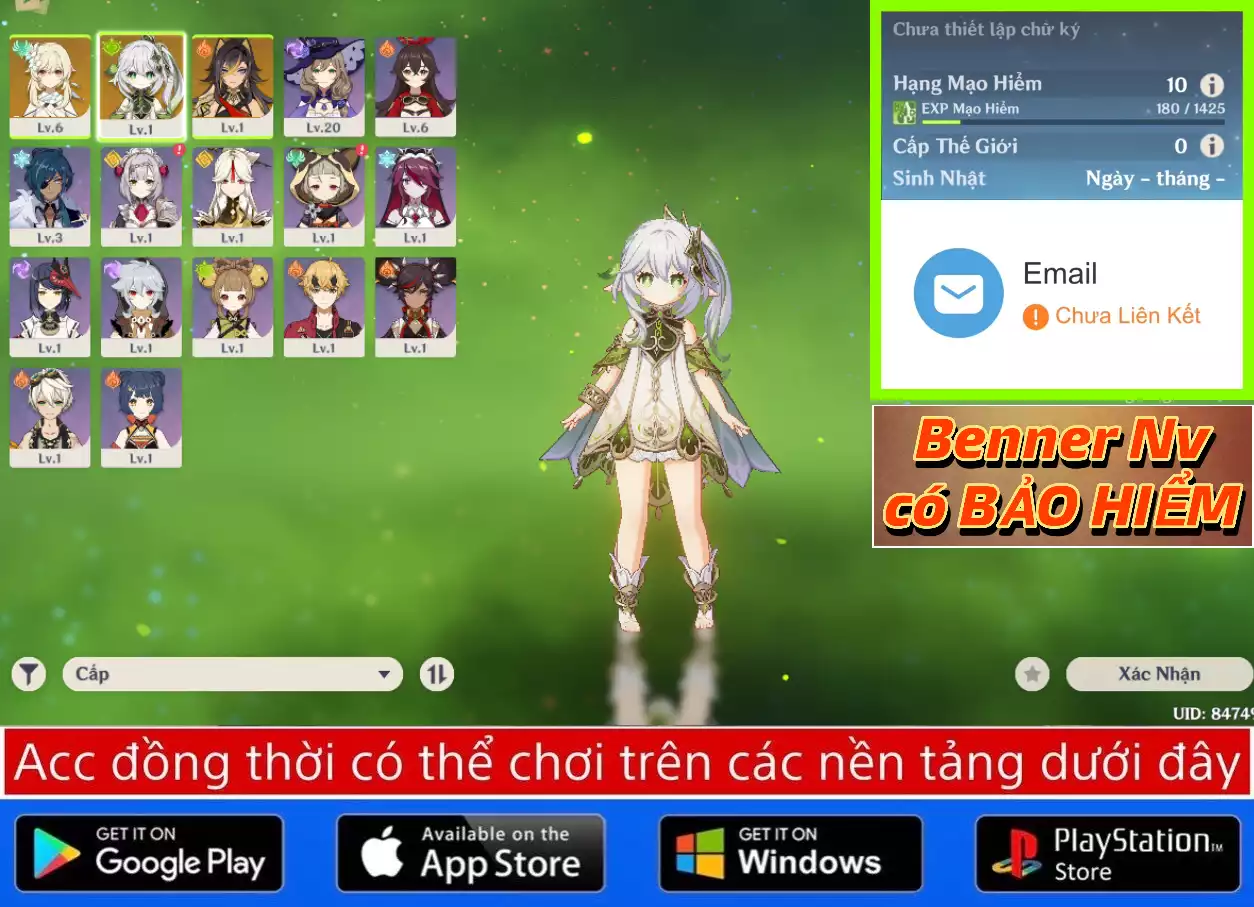 Chưa thiết lập chữ ký
Hạng Mạo Hiểm 10
EXP Mạo Hiểm 180 / 1425
Cấp Thế Giới 0
Sinh Nhật Ngày – tháng –
Email
! Chưa Liên Kết
Benner Nv
có BẢO HIỂM
Lv.6 Lv.1 Lv.1 Lv.20 Lv.6
Lv.3 Lv.1 Lv.1 Lv.1 Lv.1
Lv.1 Lv.1 Lv.1 Lv.1 Lv.1
Lv.1 Lv.1
Cấp
Xác Nhận
UID: 8474
Acc đồng thời có thể chơi trên các nền tảng dưới đây
GET IT ON
Google Play
Available on the
App Store
GET IT ON
Windows
PlayStation™
Store